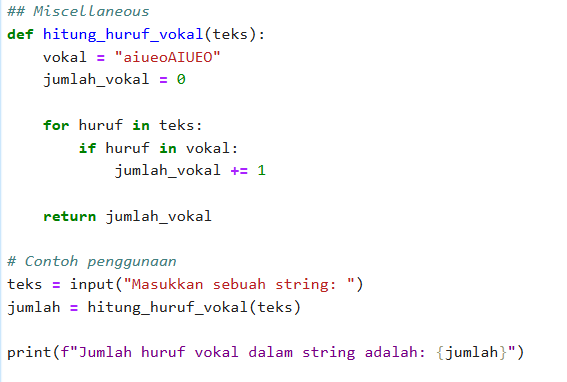 ## Miscellaneous
def hitung_huruf_vokal(teks):
    vokal = "aiueoAIUEO"
    jumlah_vokal = 0

    for huruf in teks:
        if huruf in vokal:
            jumlah_vokal += 1

    return jumlah_vokal

# Contoh penggunaan
teks = input("Masukkan sebuah string: ")
jumlah = hitung_huruf_vokal(teks)

print(f"Jumlah huruf vokal dalam string adalah: {jumlah}")